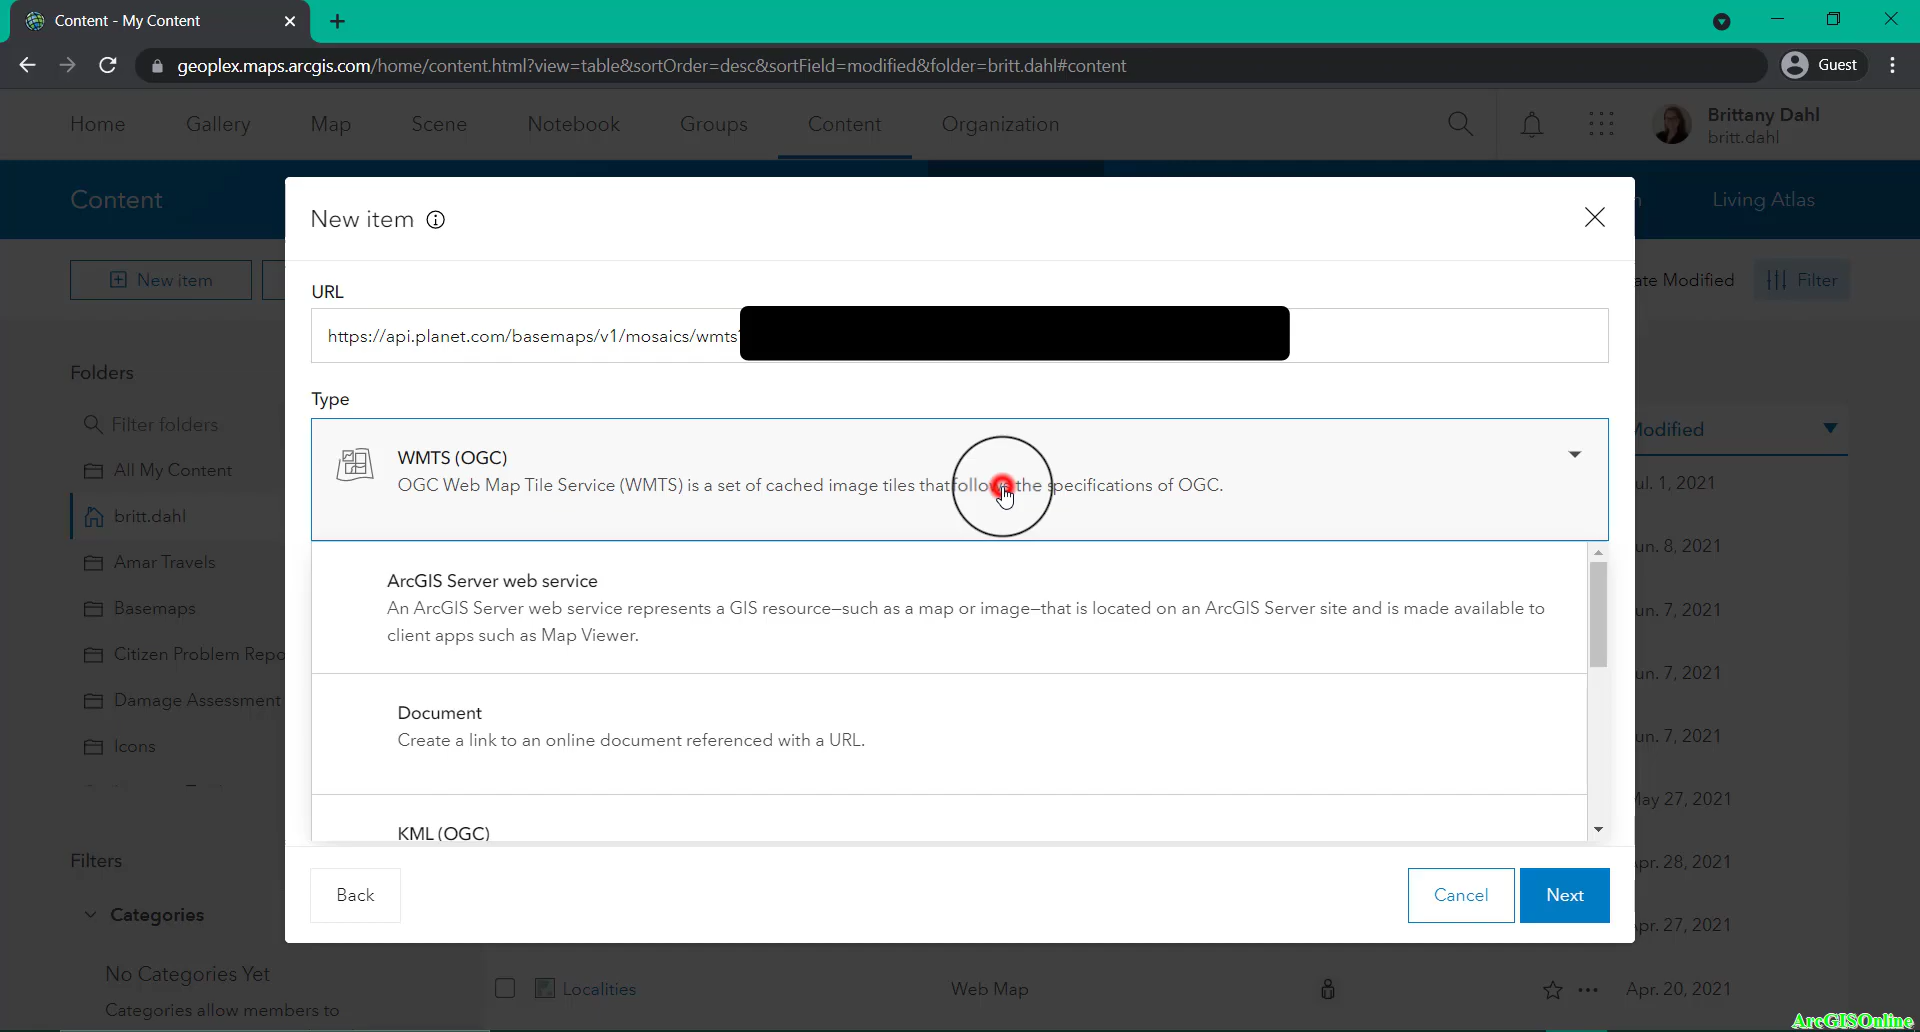 Content - My Content
geoplex.maps.arcgis.com/home/content.html?view=table&sortOrder=desc&sortField=modified&folder=britt.dahl#content
Guest
Home
Gallery
Map
Scene
Notebook
Groups
Content
Organization
Brittany Dahl
britt.dahl
Content
Living Atlas
New item
New item
ate Modified
Filter
URL
https://api.planet.com/basemaps/v1/mosaics/wmts?
Folders
Filter folders
All My Content
britt.dahl
Amar Travels
Basemaps
Citizen Problem Repo
Damage Assessment
Icons
Type
WMTS (OGC)
OGC Web Map Tile Service (WMTS) is a set of cached image tiles that follows the specifications of OGC.
ArcGIS Server web service
An ArcGIS Server web service represents a GIS resource—such as a map or image—that is located on an ArcGIS Server site and is made available to
client apps such as Map Viewer.
Document
Create a link to an online document referenced with a URL.
KML (OGC)
Modified
ul. 1, 2021
un. 8, 2021
un. 7, 2021
un. 7, 2021
un. 7, 2021
May 27, 2021
pr. 28, 2021
pr. 27, 2021
Back
Cancel
Next
Filters
Categories
No Categories Yet
Categories allow members to
Localities
Web Map
Apr. 20, 2021
ArcGISOnline